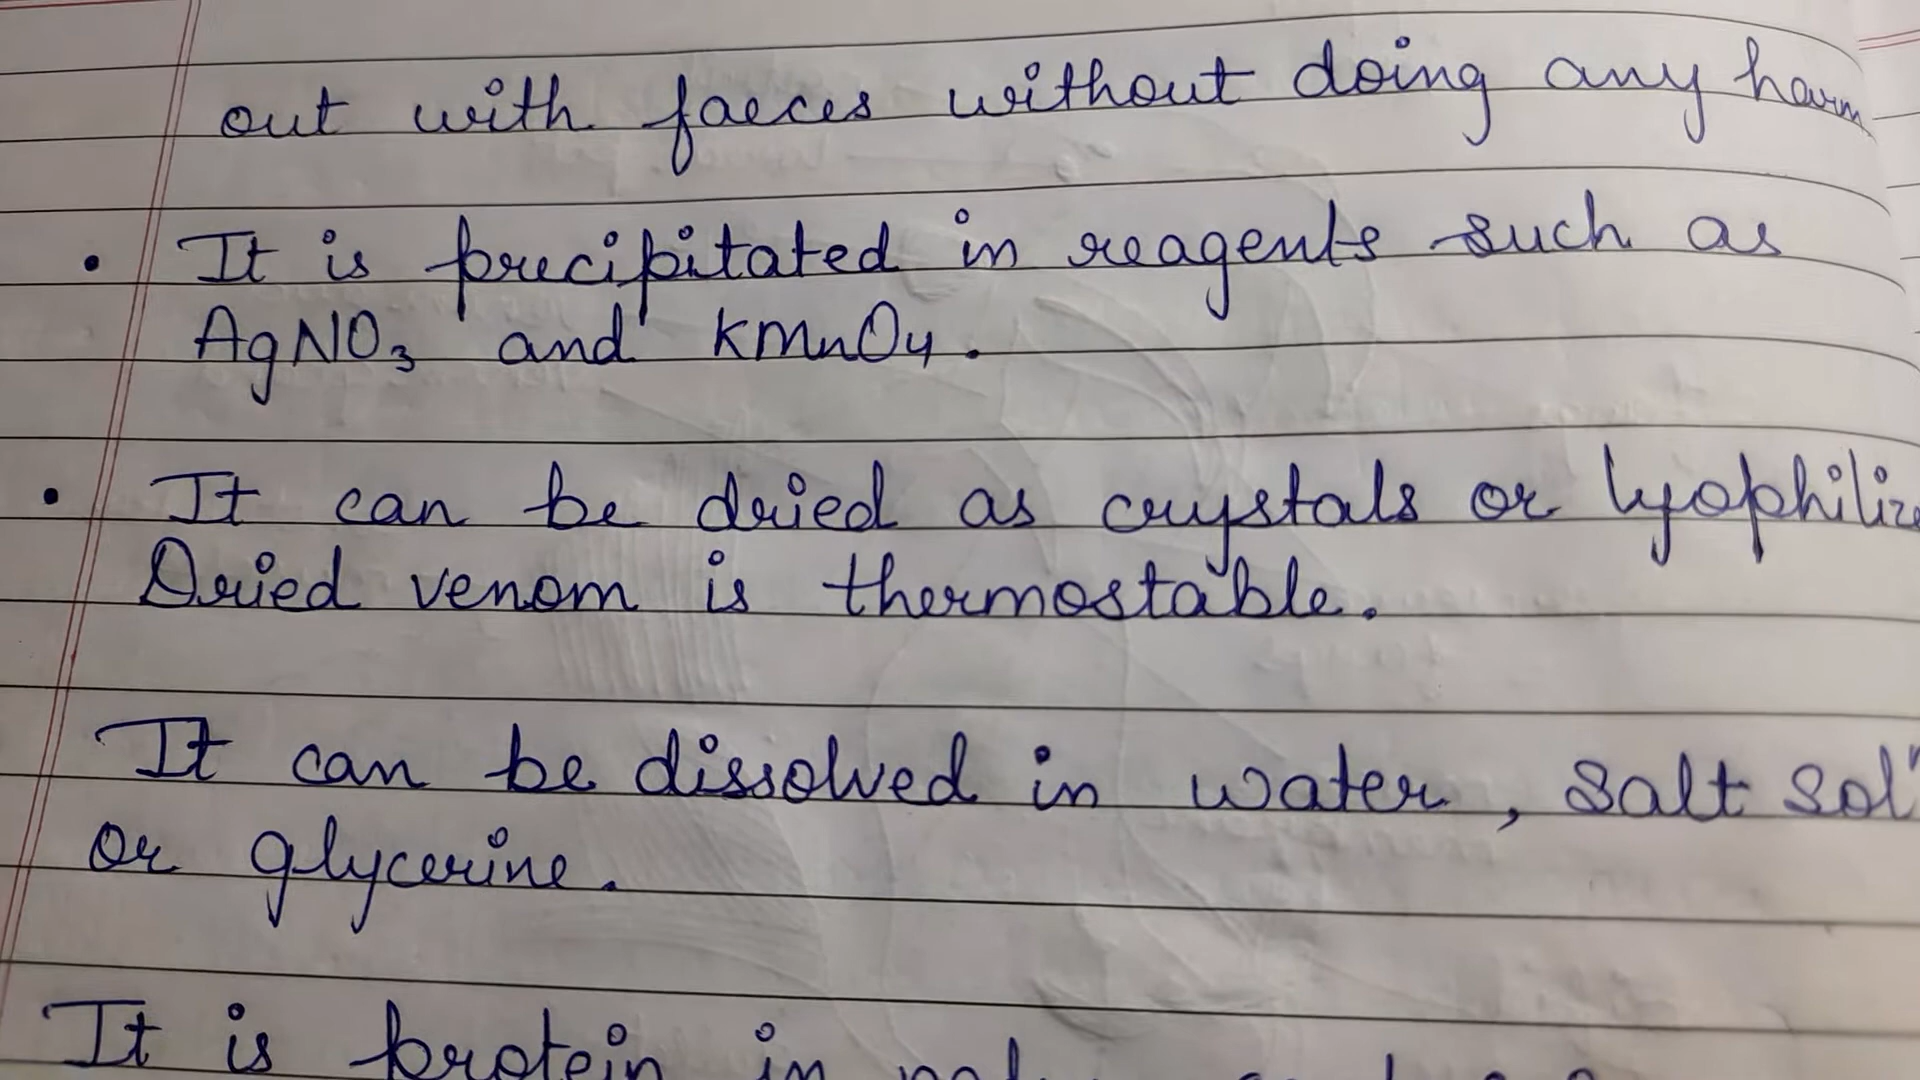 out with faeces without doing any harm
• It is precipitated in reagents such as
AgNO3 and KMnO4.
• It can be dried as crystals or lyophiliz
Dried venom is thermostable.
It can be dissolved in water, salt solⁿ
or glycerine.
It is protein in